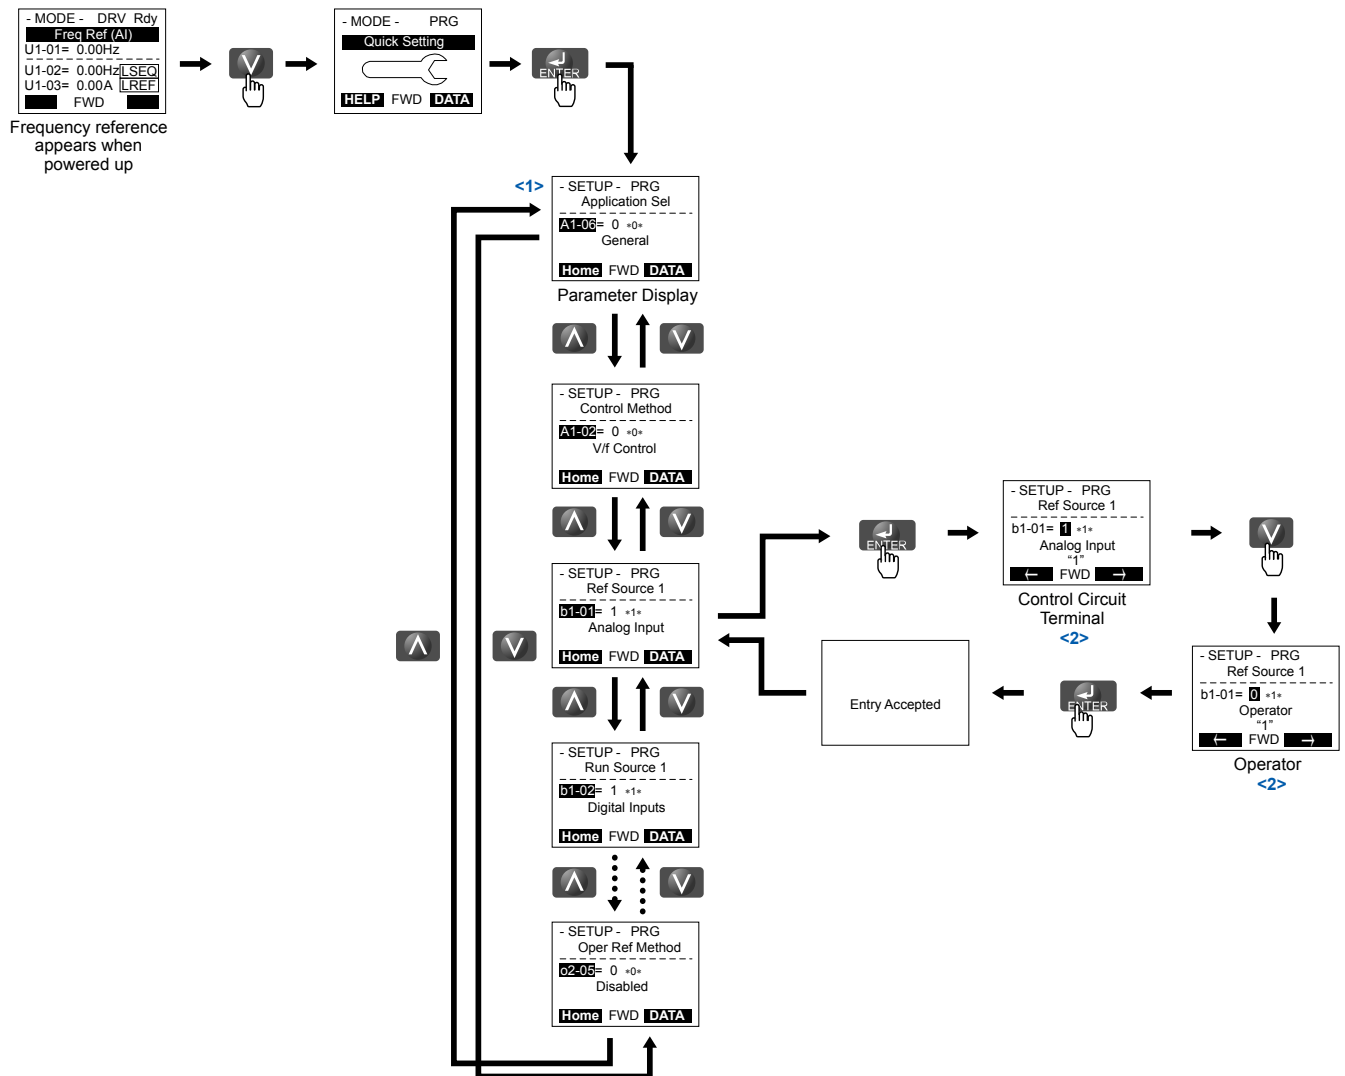 - MODE -   DRV Rdy
Freq Ref (AI)
U1-01=  0.00Hz
U1-02=  0.00Hz LSEQ
U1-03=  0.00A LREF
FWD
Frequency reference
appears when
powered up
- MODE -   PRG
Quick Setting
HELP FWD DATA
ENTER
<1>
- SETUP -   PRG
Application Sel
A1-06= 0 *0*
General
Home FWD DATA
Parameter Display
- SETUP -   PRG
Control Method
A1-02= 0 *0*
V/f Control
Home FWD DATA
- SETUP -   PRG
Ref Source 1
b1-01= 1 *1*
Analog Input
Home FWD DATA
ENTER
- SETUP -   PRG
Ref Source 1
b1-01= 1 *1*
Analog Input
“1”
← FWD →
Control Circuit
Terminal
<2>
- SETUP -   PRG
Ref Source 1
b1-01= 0 *1*
Operator
“1”
← FWD →
Operator
<2>
ENTER
Entry Accepted
- SETUP -   PRG
Run Source 1
b1-02= 1 *1*
Digital Inputs
Home FWD DATA
- SETUP -   PRG
Oper Ref Method
o2-05= 0 *0*
Disabled
Home FWD DATA